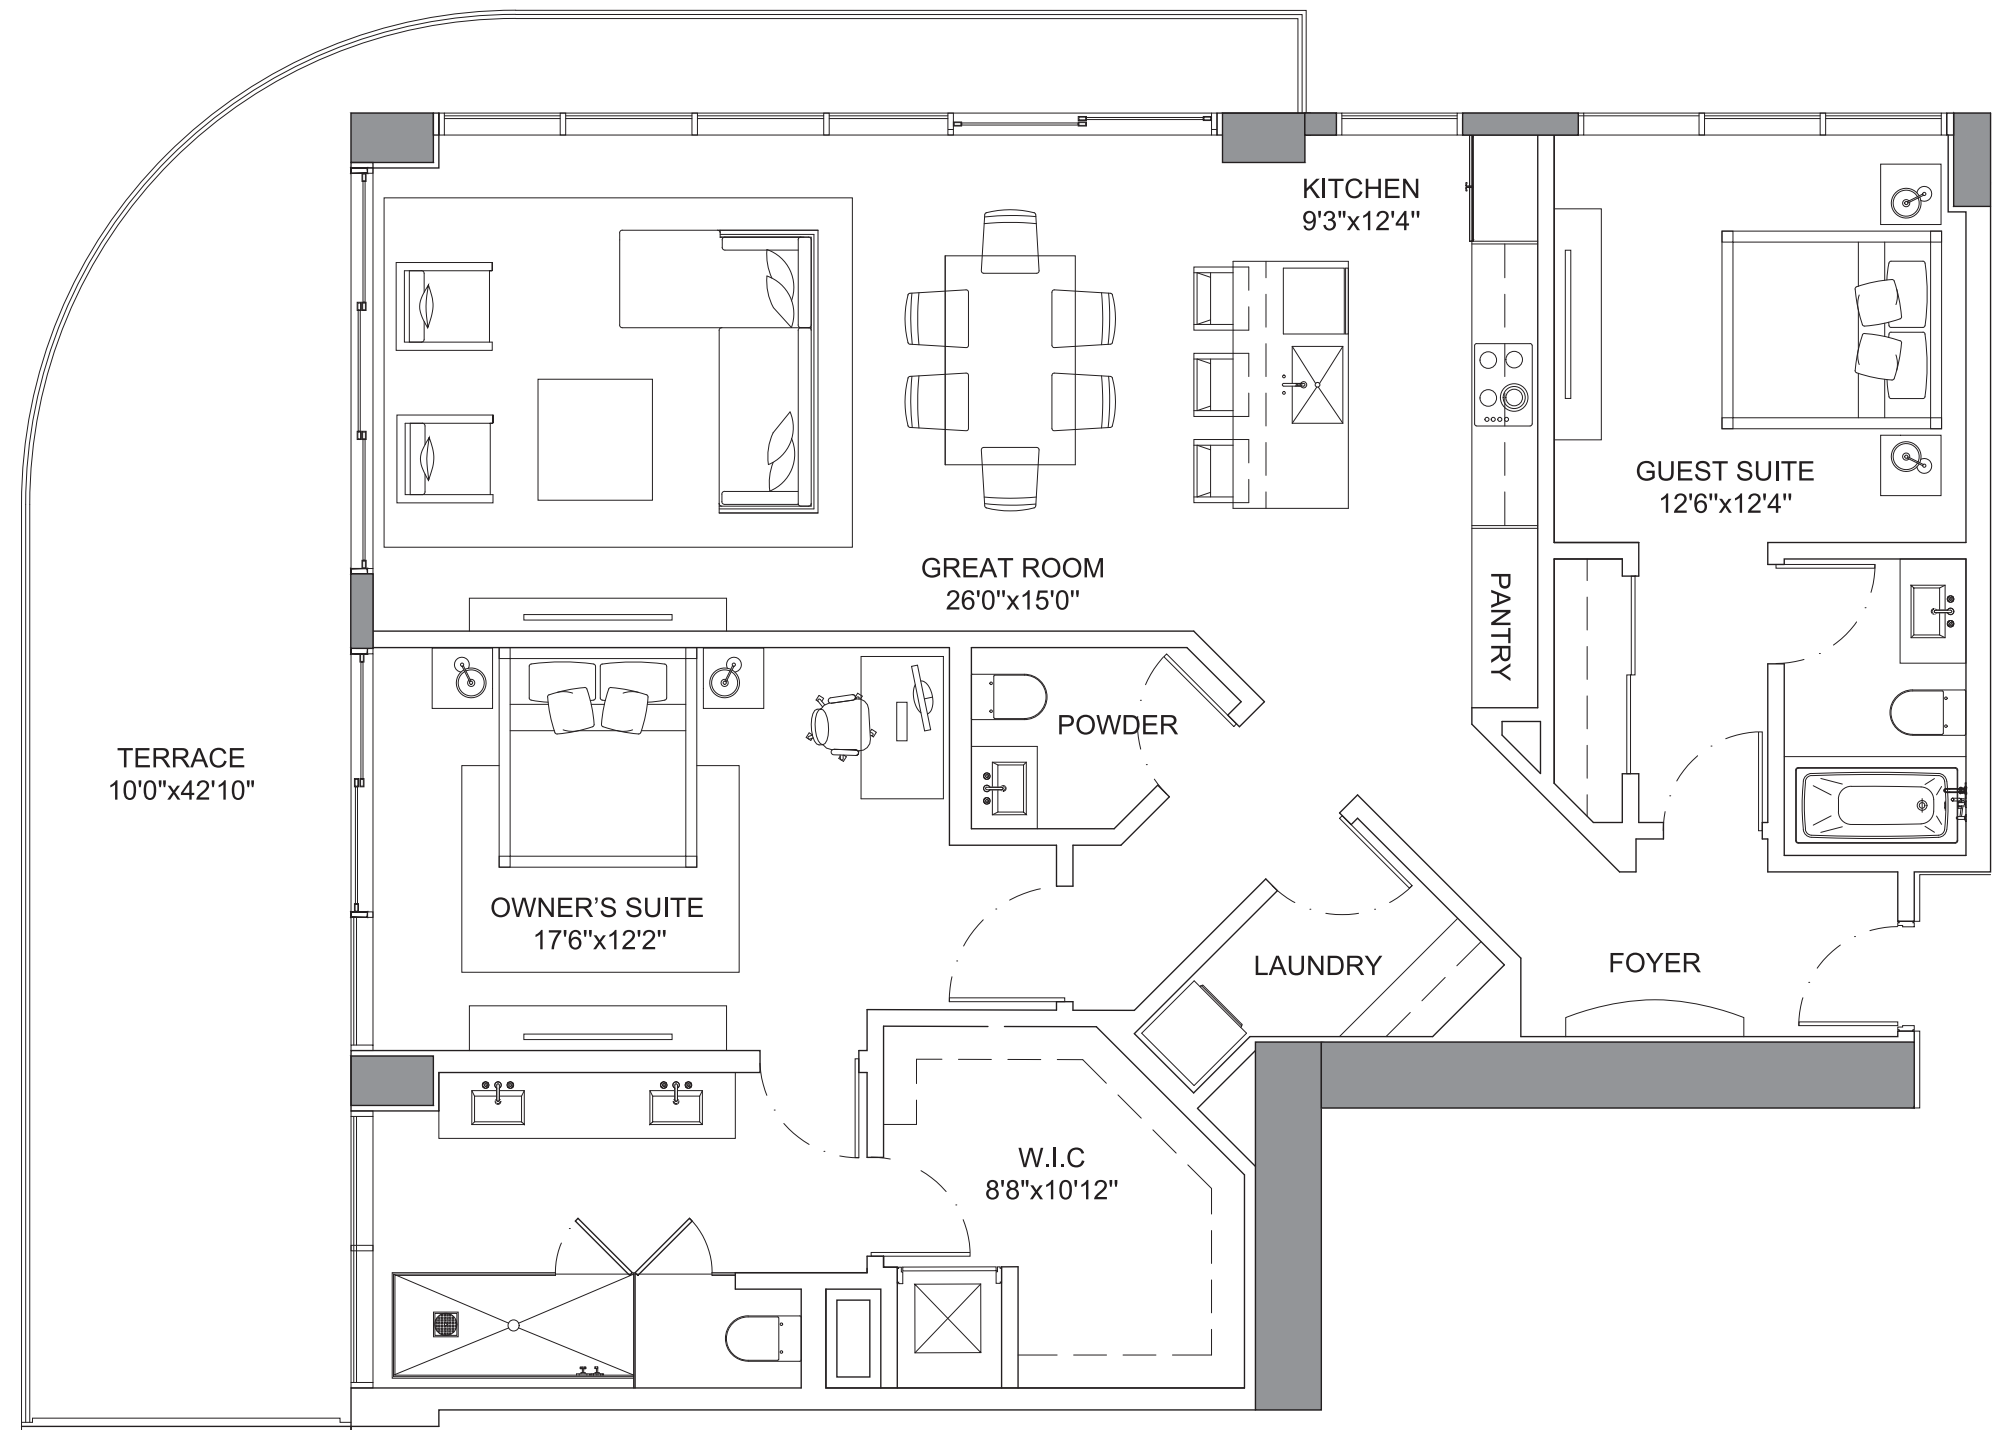 KITCHEN
9'3"x12'4"
GUEST SUITE
12'6"x12'4"
GREAT ROOM
26'0"x15'0"
PANTRY
POWDER
TERRACE
10'0"x42'10"
OWNER'S SUITE
17'6"x12'2"
LAUNDRY
FOYER
W.I.C
8'8"x10'12"